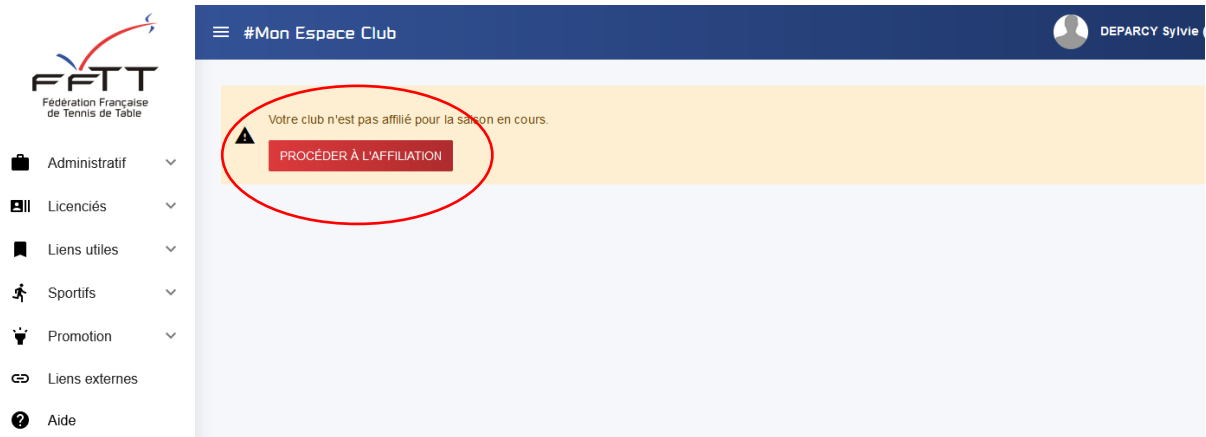 FFTT
Fédération Française
de Tennis de Table
Administratif
Licenciés
Liens utiles
Sportifs
Promotion
Liens externes
Aide
#Mon Espace Club
DEPARCY Sylvie (
Votre club n'est pas affilié pour la saison en cours.
PROCÉDER À L'AFFILIATION